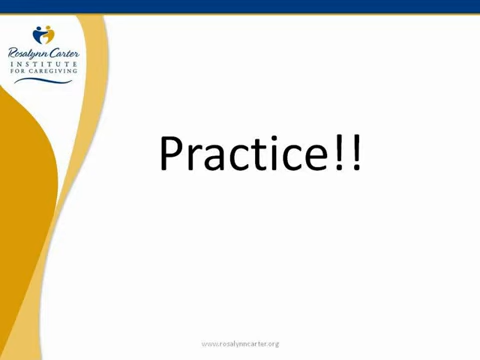 Rosalynn Carter
INSTITUTE
FOR CAREGIVING
Practice!!
www.rosalynncarter.org